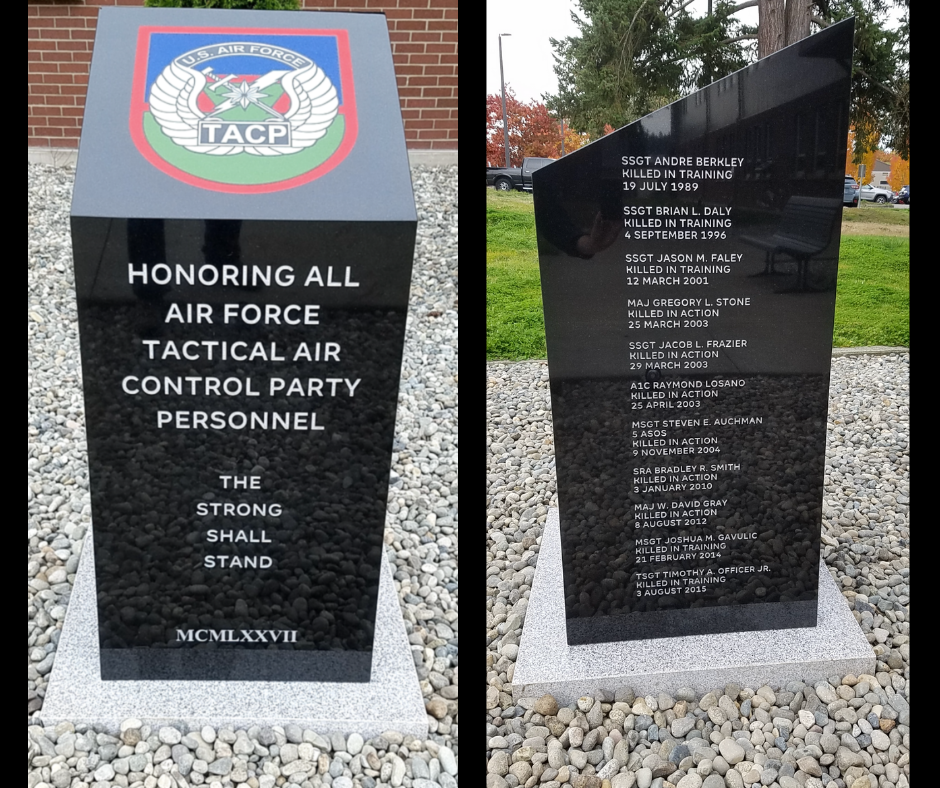 U.S. AIR FORCE
TACP
HONORING ALL
AIR FORCE
TACTICAL AIR
CONTROL PARTY
PERSONNEL
THE
STRONG
SHALL
STAND
MCMLXXVII
SSGT ANDRE BERKLEY
KILLED IN TRAINING
19 JULY 1989
SSGT BRIAN L. DALY
KILLED IN TRAINING
4 SEPTEMBER 1996
SSGT JASON M. FALEY
KILLED IN TRAINING
12 MARCH 2001
MAJ GREGORY L. STONE
KILLED IN ACTION
25 MARCH 2003
SSGT JACOB L. FRAZIER
KILLED IN ACTION
29 MARCH 2003
A1C RAYMOND LOSANO
KILLED IN ACTION
25 APRIL 2003
MSGT STEVEN E. AUCHMAN
5 ASOS
KILLED IN ACTION
9 NOVEMBER 2004
SRA BRADLEY R. SMITH
KILLED IN ACTION
3 JANUARY 2010
MAJ W. DAVID GRAY
KILLED IN ACTION
8 AUGUST 2012
MSGT JOSHUA M. GAVULIC
KILLED IN TRAINING
21 FEBRUARY 2014
TSGT TIMOTHY A. OFFICER JR.
KILLED IN TRAINING
3 AUGUST 2015